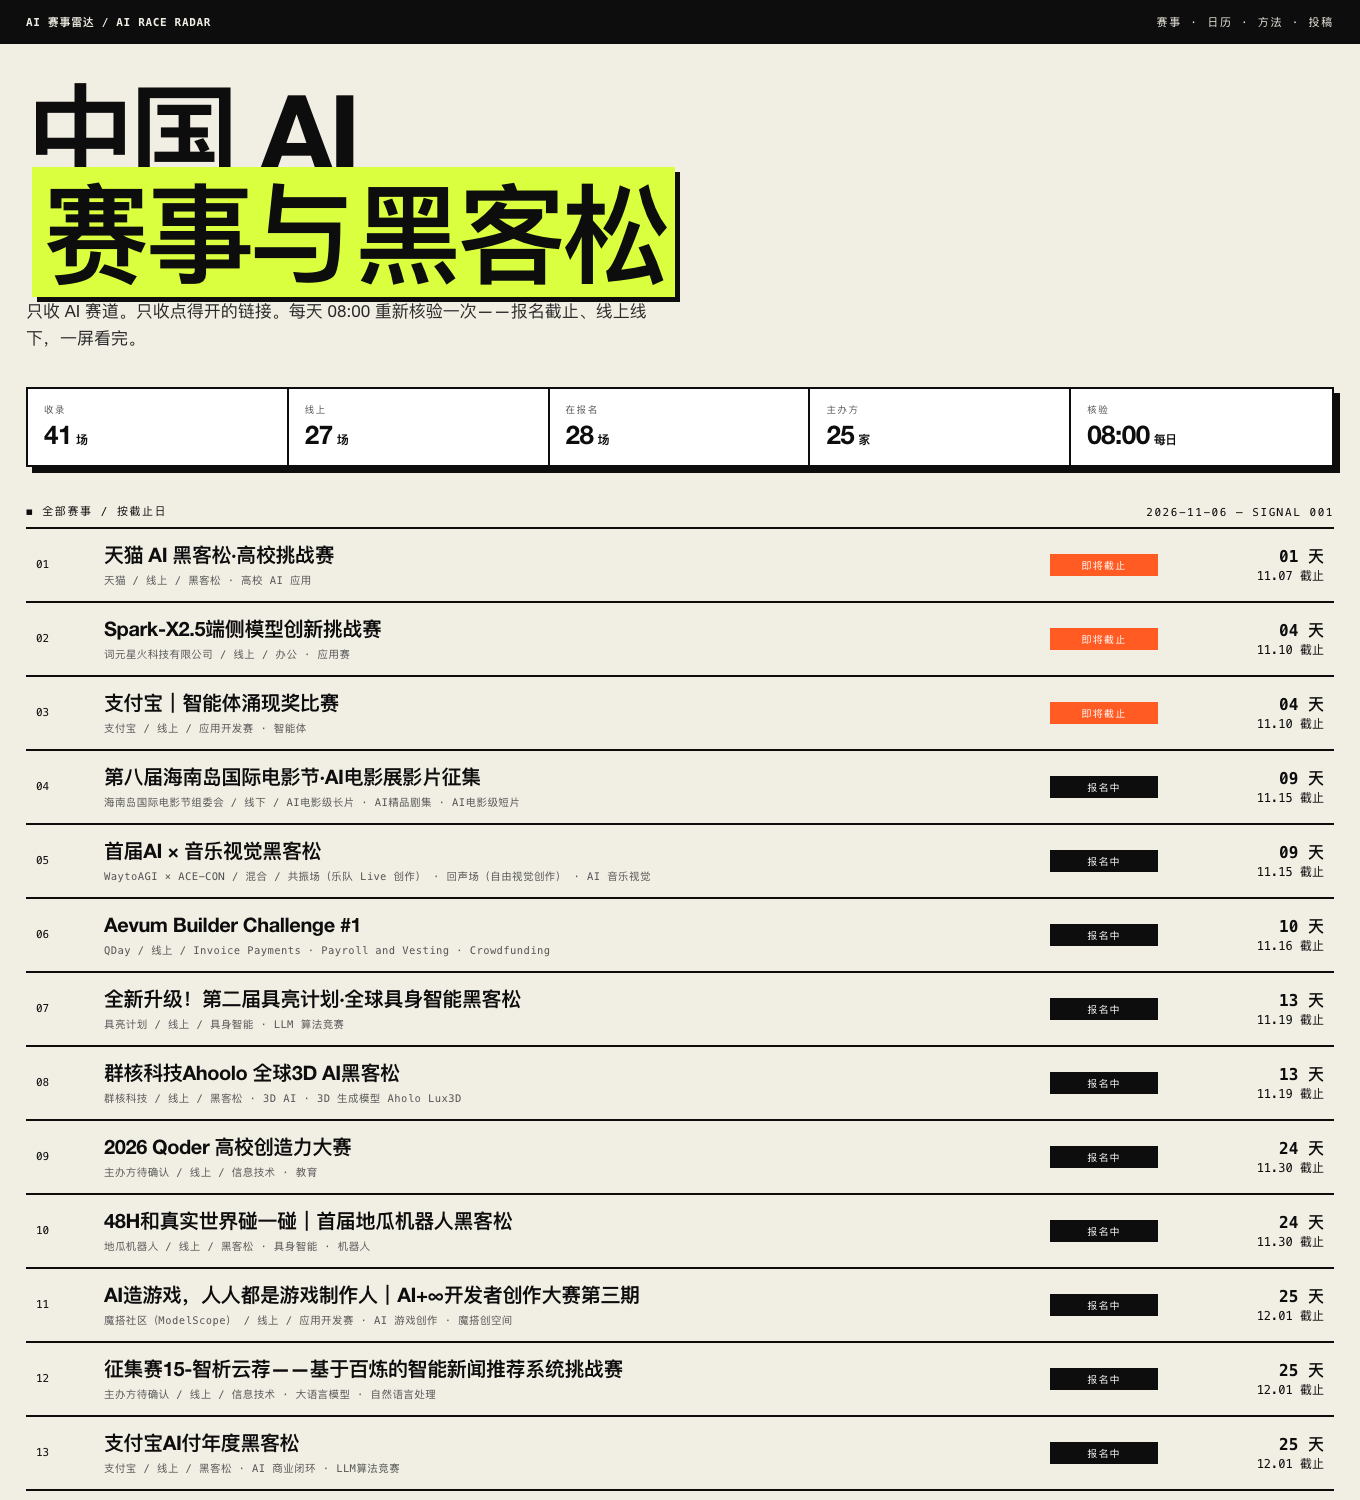 AI 赛事雷达 / AI RACE RADAR
赛事 · 日历 · 方法 · 投稿
中国 AI
赛事与黑客松
只收 AI 赛道。只收点得开的链接。每天 08:00 重新核验一次——报名截止、线上线
下，一屏看完。
收录
41 场
线上
27 场
在报名
28 场
主办方
25 家
核验
08:00 每日
■ 全部赛事 / 按截止日
2026-11-06 — SIGNAL 001
01
天猫 AI 黑客松·高校挑战赛
天猫 / 线上 / 黑客松 · 高校 AI 应用
即将截止
01 天
11.07 截止
02
Spark-X2.5端侧模型创新挑战赛
词元星火科技有限公司 / 线上 / 办公 · 应用赛
即将截止
04 天
11.10 截止
03
支付宝｜智能体涌现奖比赛
支付宝 / 线上 / 应用开发赛 · 智能体
即将截止
04 天
11.10 截止
04
第八届海南岛国际电影节·AI电影展影片征集
海南岛国际电影节组委会 / 线下 / AI电影级长片 · AI精品剧集 · AI电影级短片
报名中
09 天
11.15 截止
05
首届AI × 音乐视觉黑客松
WaytoAGI × ACE-CON / 混合 / 共振场（乐队 Live 创作） · 回声场（自由视觉创作） · AI 音乐视觉
报名中
09 天
11.15 截止
06
Aevum Builder Challenge #1
QDay / 线上 / Invoice Payments · Payroll and Vesting · Crowdfunding
报名中
10 天
11.16 截止
07
全新升级！第二届具亮计划·全球具身智能黑客松
具亮计划 / 线上 / 具身智能 · LLM 算法竞赛
报名中
13 天
11.19 截止
08
群核科技Ahoolo 全球3D AI黑客松
群核科技 / 线上 / 黑客松 · 3D AI · 3D 生成模型 Aholo Lux3D
报名中
13 天
11.19 截止
09
2026 Qoder 高校创造力大赛
主办方待确认 / 线上 / 信息技术 · 教育
报名中
24 天
11.30 截止
10
48H和真实世界碰一碰｜首届地瓜机器人黑客松
地瓜机器人 / 线上 / 黑客松 · 具身智能 · 机器人
报名中
24 天
11.30 截止
11
AI造游戏，人人都是游戏制作人｜AI+∞开发者创作大赛第三期
魔搭社区（ModelScope） / 线上 / 应用开发赛 · AI 游戏创作 · 魔搭创空间
报名中
25 天
12.01 截止
12
征集赛15-智析云荐——基于百炼的智能新闻推荐系统挑战赛
主办方待确认 / 线上 / 信息技术 · 大语言模型 · 自然语言处理
报名中
25 天
12.01 截止
13
支付宝AI付年度黑客松
支付宝 / 线上 / 黑客松 · AI 商业闭环 · LLM算法竞赛
报名中
25 天
12.01 截止